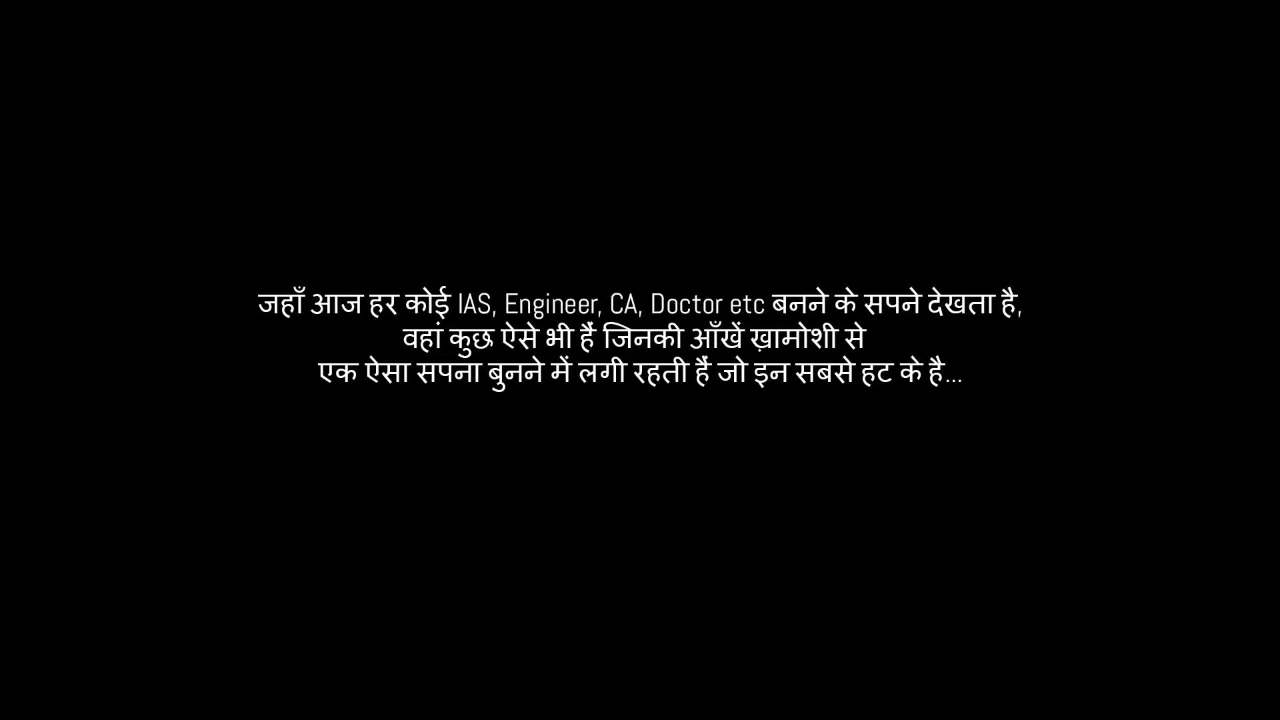 जहाँ आज हर कोई IAS, Engineer, CA, Doctor etc बनने के सपने देखता है,
वहां कुछ ऐसे भी हैं जिनकी आँखें ख़ामोशी से
एक ऐसा सपना बुनने में लगी रहती हैं जो इन सबसे हट के है...